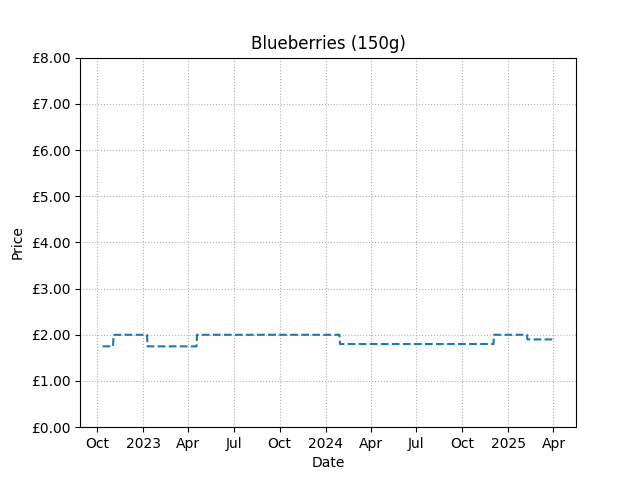 Blueberries (150g)
£8.00
£7.00
£6.00
£5.00
£4.00
£3.00
£2.00
£1.00
£0.00
Price
Oct 2023 Apr Jul Oct 2024 Apr Jul Oct 2025 Apr
Date